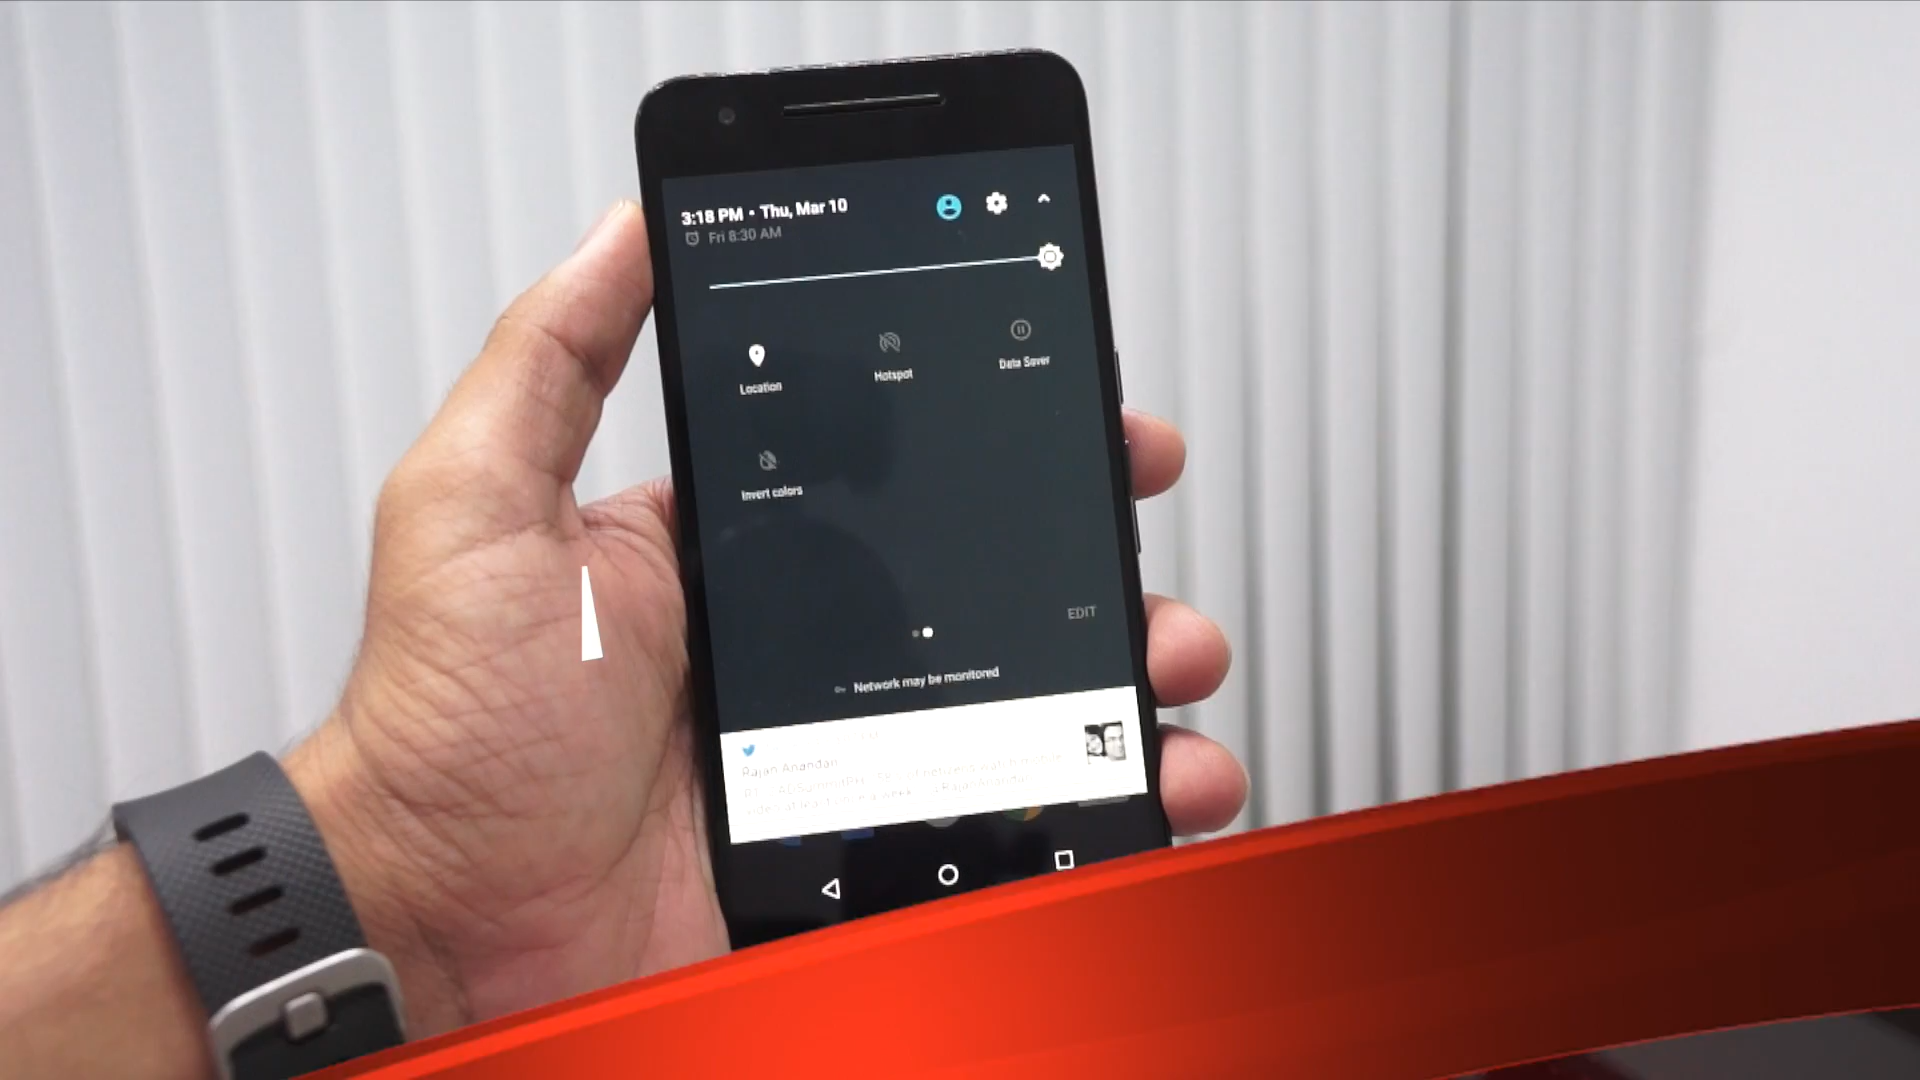 3:18 PM • Thu, Mar 10
Fri 8:30 AM
Location
Hotspot
Data Saver
Invert colors
EDIT
Network may be monitored
Rajan Anandan